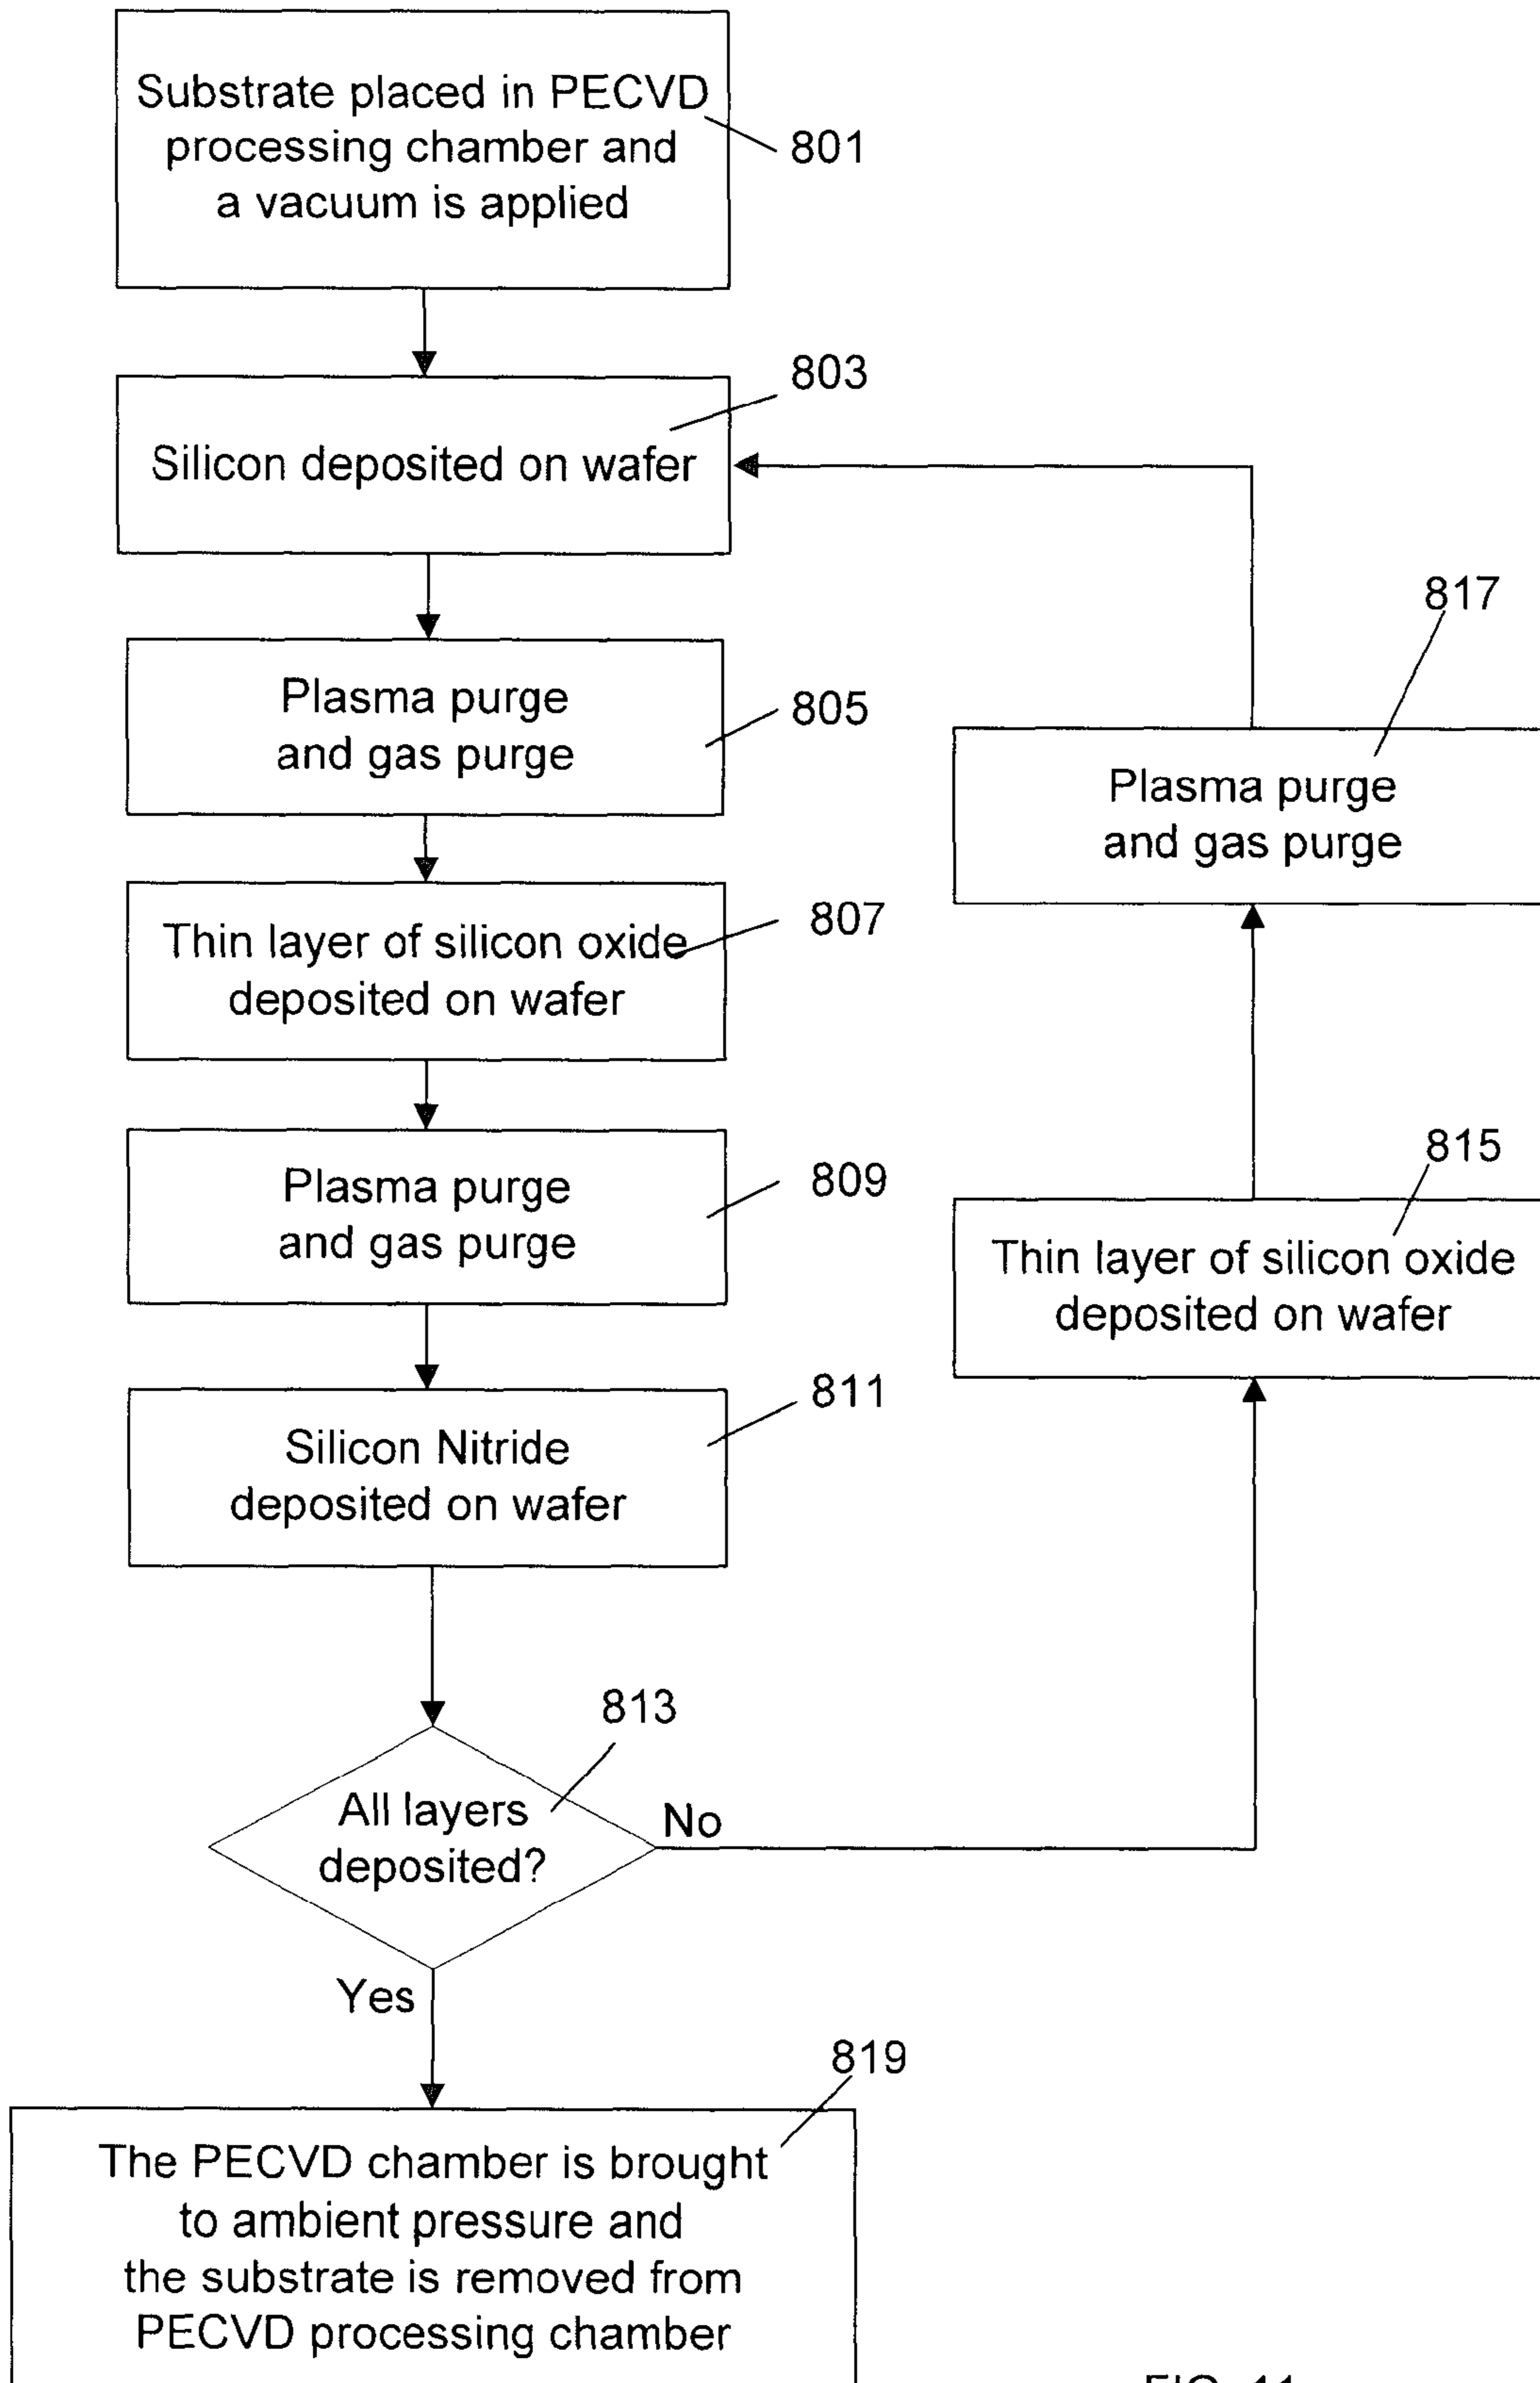 Substrate placed in PECVD
processing chamber and
a vacuum is applied
801
803
Silicon deposited on wafer
817
Plasma purge
and gas purge
805
Plasma purge
and gas purge
807
Thin layer of silicon oxide
deposited on wafer
815
Plasma purge
and gas purge
809
Thin layer of silicon oxide
deposited on wafer
811
Silicon Nitride
deposited on wafer
813
All layers
deposited?
No
Yes
819
The PECVD chamber is brought
to ambient pressure and
the substrate is removed from
PECVD processing chamber
FIG. 11